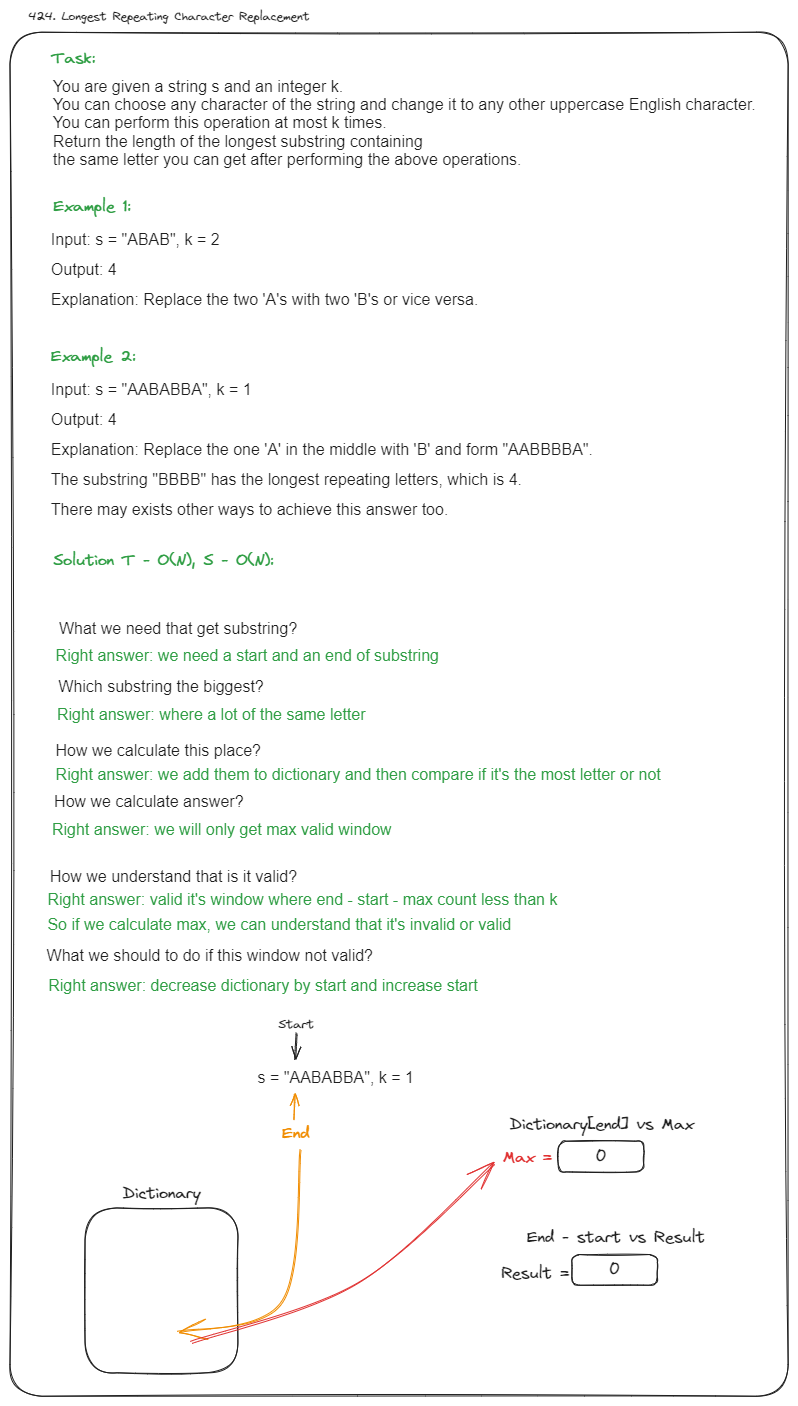 424. Longest Repeating Character Replacement
Task:
You are given a string s and an integer k.
You can choose any character of the string and change it to any other uppercase English character.
You can perform this operation at most k times.
Return the length of the longest substring containing
the same letter you can get after performing the above operations.
Example 1:
Input: s = "ABAB", k = 2
Output: 4
Explanation: Replace the two 'A's with two 'B's or vice versa.
Example 2:
Input: s = "AABABBA", k = 1
Output: 4
Explanation: Replace the one 'A' in the middle with 'B' and form "AABBBBA".
The substring "BBBB" has the longest repeating letters, which is 4.
There may exists other ways to achieve this answer too.
Solution T - O(N), S - O(N):
What we need that get substring?
Right answer: we need a start and an end of substring
Which substring the biggest?
Right answer: where a lot of the same letter
How we calculate this place?
Right answer: we add them to dictionary and then compare if it's the most letter or not
How we calculate answer?
Right answer: we will only get max valid window
How we understand that is it valid?
Right answer: valid it's window where end - start - max count less than k
So if we calculate max, we can understand that it's invalid or valid
What we should to do if this window not valid?
Right answer: decrease dictionary by start and increase start
Start
s = "AABABBA", k = 1
End
Dictionary[end] vs Max
Max = 0
Dictionary
End - start vs Result
Result = 0